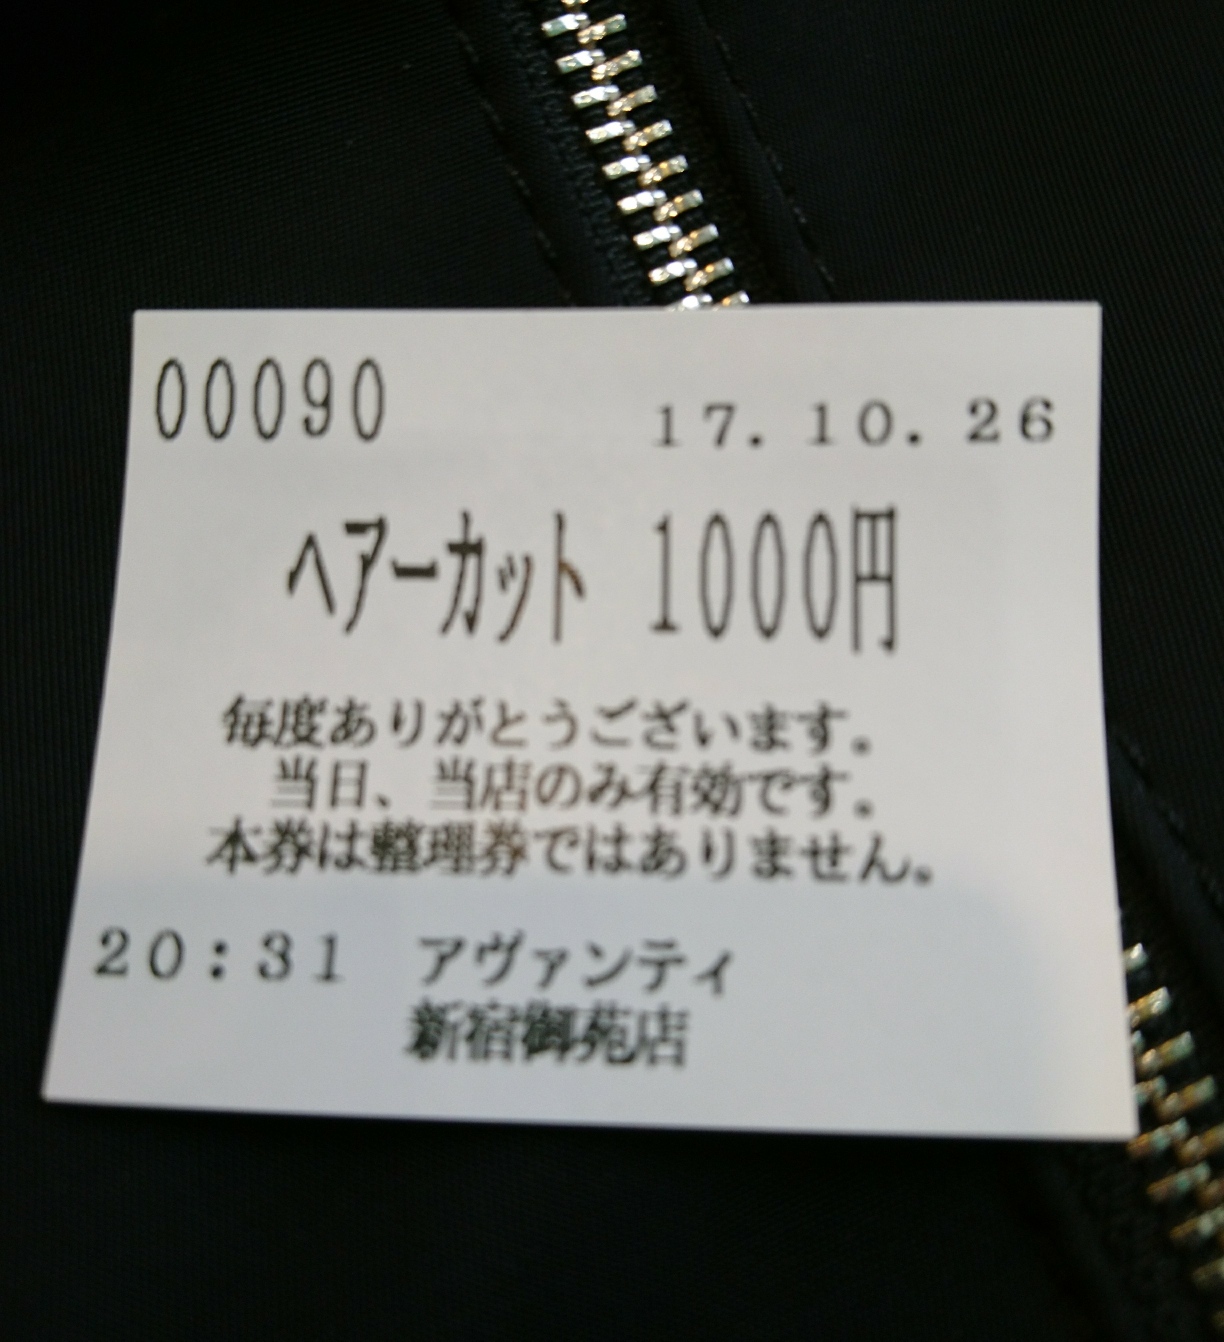 00090
17.10.26
ヘアーカット 1000円
毎度ありがとうございます。
当日、当店のみ有効です。
本券は整理券ではありません。
20:31 アヴァンティ
新宿御苑店